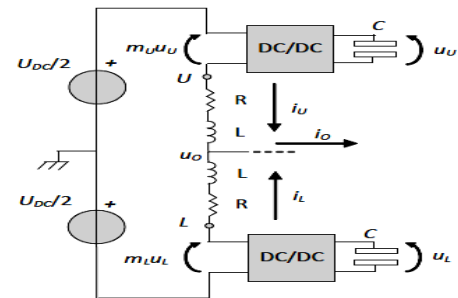 m_U u_U DC/DC C u_U
U_DC/2 + U
R i_U
L i_O
u_O
L
R i_L
U_DC/2 + L
m_L u_L DC/DC C u_L